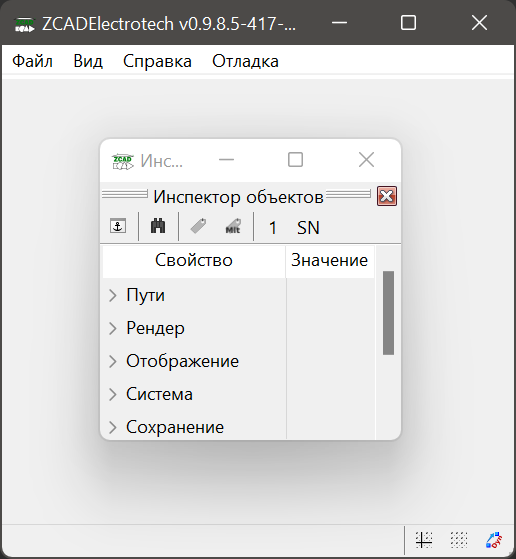 ZCADElectrotech v0.9.8.5-417-...
Файл Вид Справка Отладка
ZCAD Инс...
Инспектор объектов
Mit 1 SN
Свойство Значение
Пути
Рендер
Отображение
Система
Сохранение